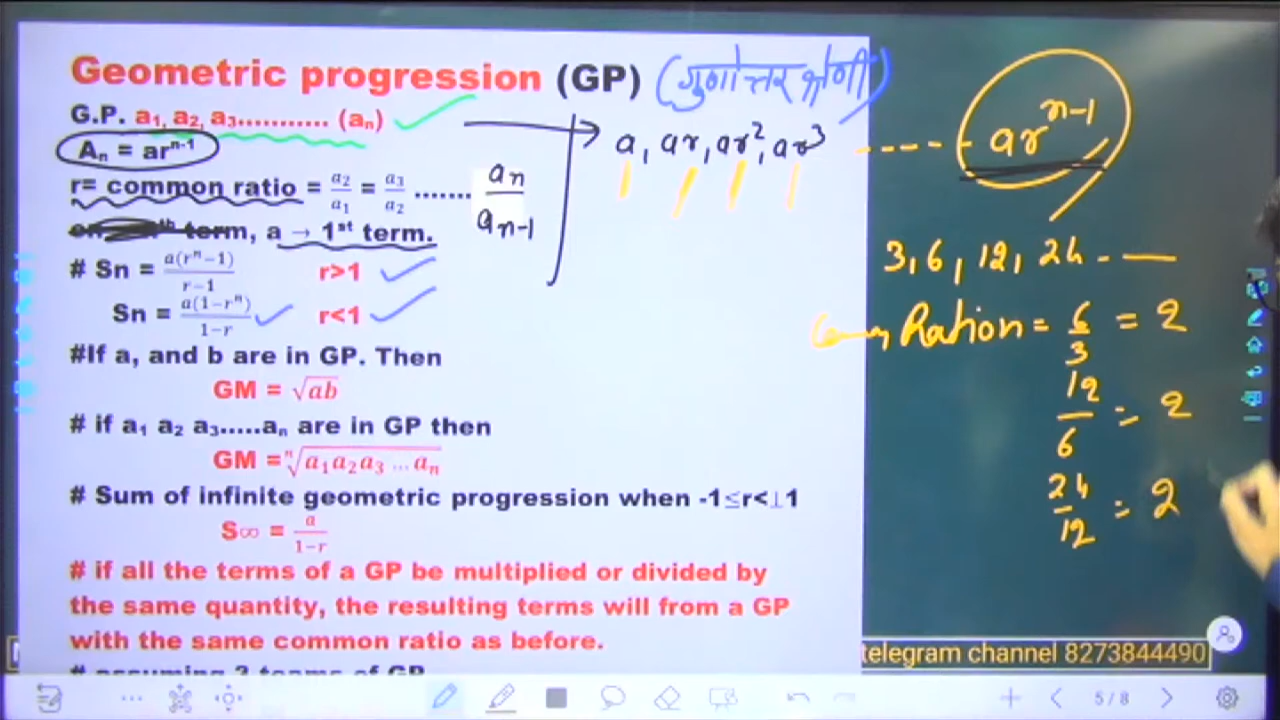 Geometric progression (GP) (गुणोत्तर श्रेणी)
G.P. a₁, a₂, a₃........... (aₙ)
a, ar, ar², ar³ ------ arⁿ⁻¹
Aₙ = arⁿ⁻¹
r= common ratio = a₂/a₁ = a₃/a₂ ....... aₙ/aₙ₋₁
th term, a → 1ˢᵗ term.
# Sn = a(rⁿ−1)/r−1 r>1
Sn = a(1−rⁿ)/1−r r<1
#If a, and b are in GP. Then
GM = √ab
# if a₁ a₂ a₃.....aₙ are in GP then
GM = ⁿ√a₁a₂a₃ ...aₙ
# Sum of infinite geometric progression when -1≤r<⊥1
S∞ = a/1−r
# if all the terms of a GP be multiplied or divided by
the same quantity, the resulting terms will from a GP
with the same common ratio as before.
3, 6, 12, 24 - —
Ration = 6/3 = 2
12/6 = 2
24/12 = 2
telegram channel 8273844490
5/8